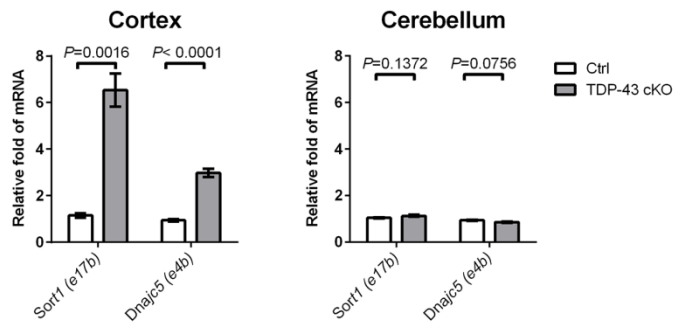 Cortex
P=0.0016
P< 0.0001
Relative fold of mRNA
8
6
4
2
0
Sort1 (e17b)
Dnajc5 (e4b)
Cerebellum
P=0.1372
P=0.0756
Relative fold of mRNA
8
6
4
2
0
Sort1 (e17b)
Dnajc5 (e4b)
Ctrl
TDP-43 cKO